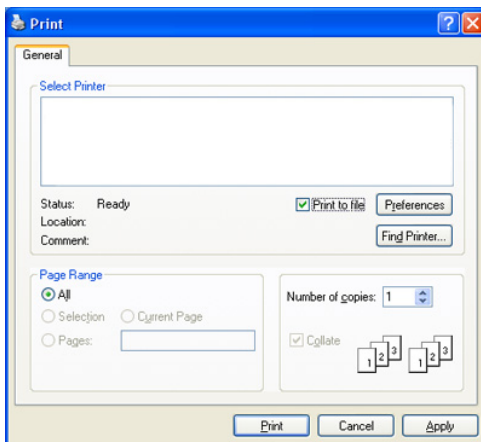 Print
General
Select Printer
Status: Ready
Print to file
Preferences
Location:
Comment:
Find Printer...
Page Range
All
Selection
Current Page
Pages:
Number of copies: 1
Collate
1 2 3 1 2 3
Print Cancel Apply